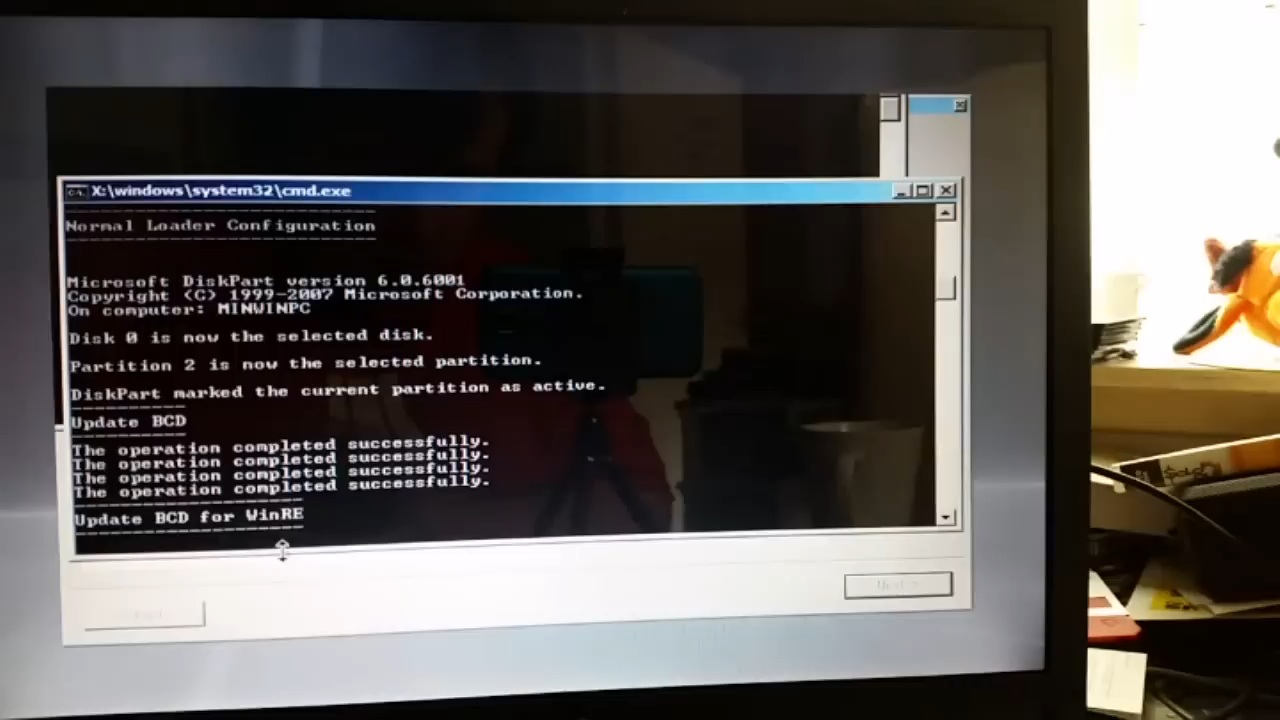 X:\windows\system32\cmd.exe
Normal Loader Configuration
Microsoft DiskPart version 6.0.6001
Copyright (C) 1999-2007 Microsoft Corporation.
On computer: MINWINPC
Disk 0 is now the selected disk.
Partition 2 is now the selected partition.
DiskPart marked the current partition as active.
Update BCD
The operation completed successfully.
The operation completed successfully.
The operation completed successfully.
The operation completed successfully.
Update BCD for WinRE
Next >